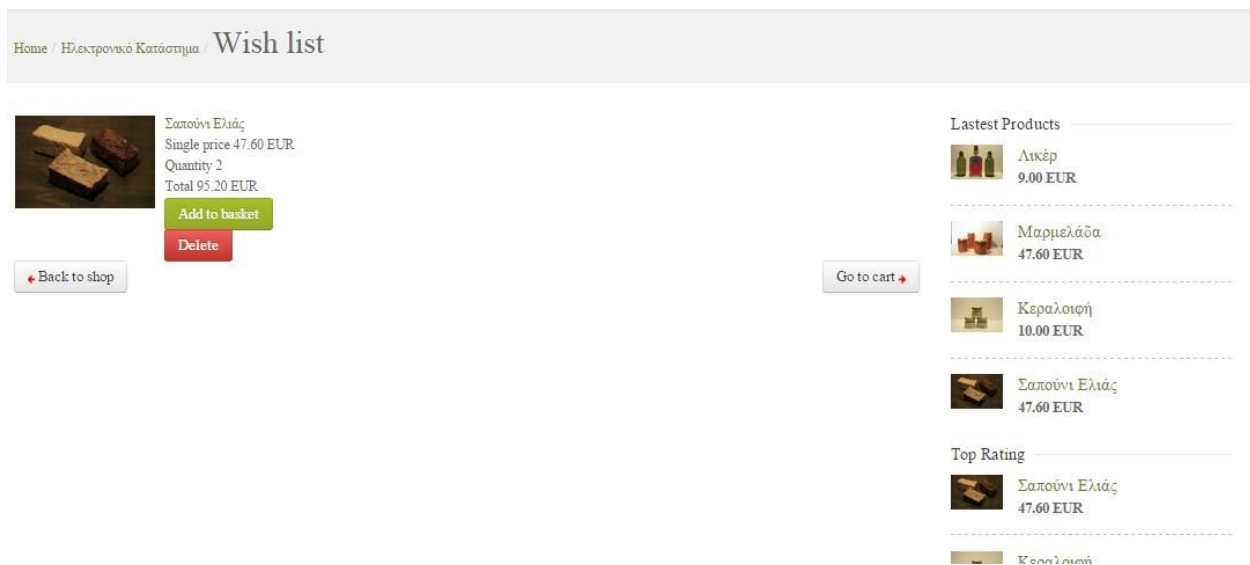 Home / Ηλεκτρονικό Κατάστημα / Wish list
Σαπούνι Ελιάς
Single price 47.60 EUR
Quantity 2
Total 95.20 EUR
Add to basket
Delete
Back to shop
Go to cart
Lastest Products
Λικέρ
9.00 EUR
Μαρμελάδα
47.60 EUR
Κεραλοιφή
10.00 EUR
Σαπούνι Ελιάς
47.60 EUR
Top Rating
Σαπούνι Ελιάς
47.60 EUR
Κεραλοιφή